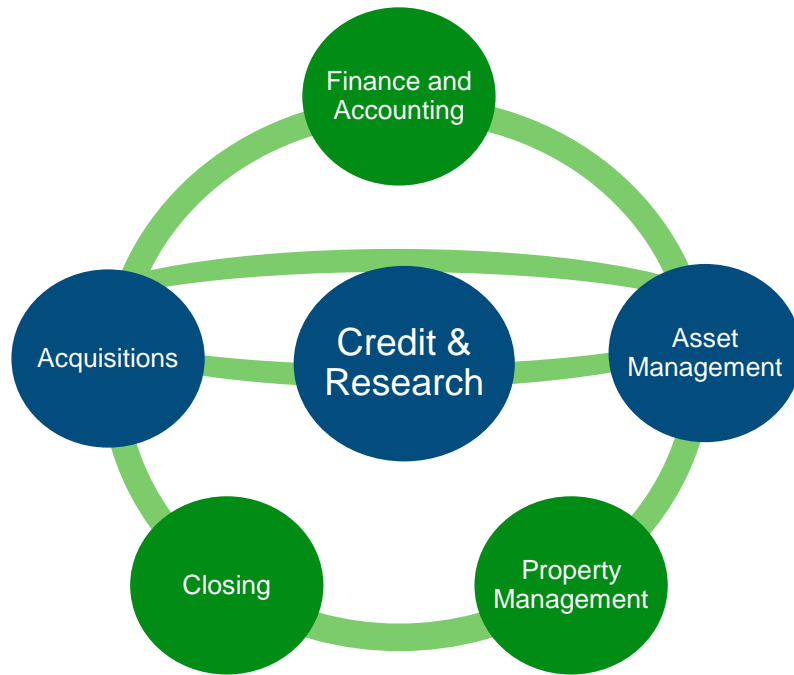 Finance and
Accounting
Acquisitions
Credit &
Research
Asset
Management
Closing
Property
Management